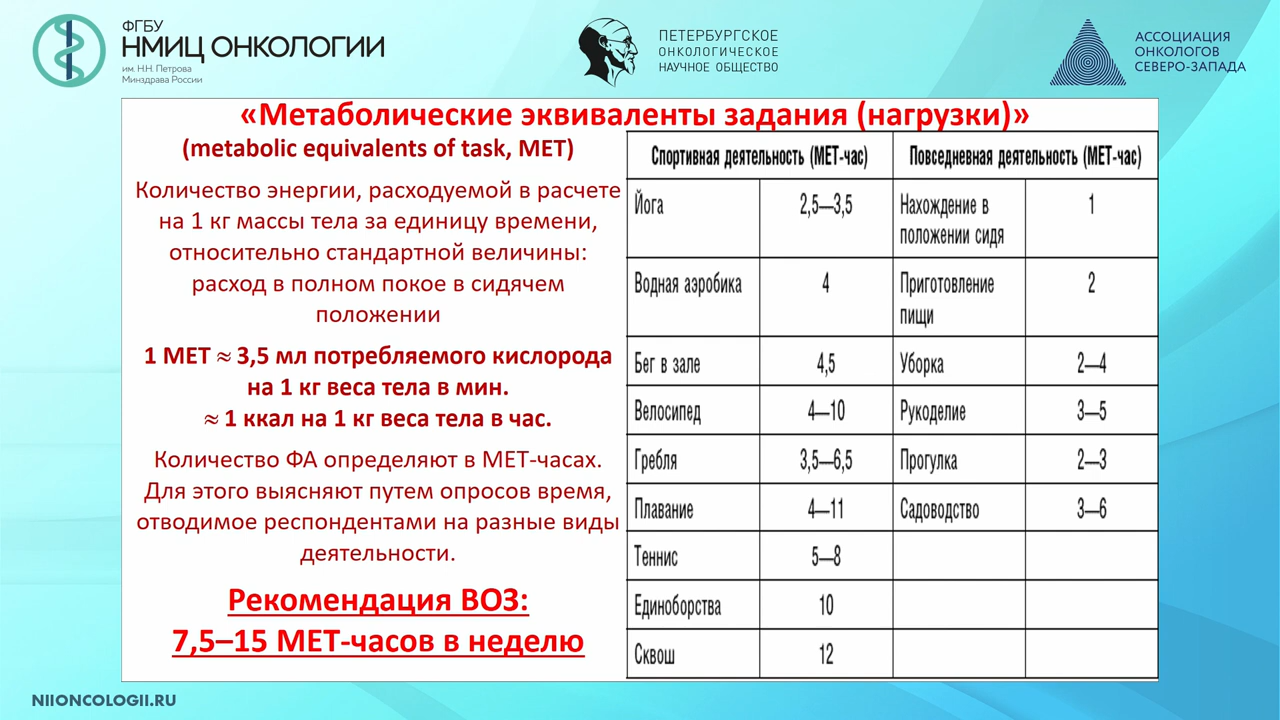 ФГБУ
НМИЦ ОНКОЛОГИИ
им. Н.Н. Петрова
Минздрава России
ПЕТЕРБУРГСКОЕ
ОНКОЛОГИЧЕСКОЕ
НАУЧНОЕ ОБЩЕСТВО
АССОЦИАЦИЯ
ОНКОЛОГОВ
СЕВЕРО-ЗАПАДА
«Метаболические эквиваленты задания (нагрузки)»
(metabolic equivalents of task, MET)
Количество энергии, расходуемой в расчете
на 1 кг массы тела за единицу времени,
относительно стандартной величины:
расход в полном покое в сидячем
положении
1 MET ≈ 3,5 мл потребляемого кислорода
на 1 кг веса тела в мин.
≈ 1 ккал на 1 кг веса тела в час.
Количество ФА определяют в МЕТ-часах.
Для этого выясняют путем опросов время,
отводимое респондентами на разные виды
деятельности.
Рекомендация ВОЗ:
7,5–15 МЕТ-часов в неделю
Спортивная деятельность (МЕТ-час) Повседневная деятельность (МЕТ-час)
Йога 2,5—3,5 Нахождение в 1
положении сидя
Водная аэробика 4 Приготовление 2
пищи
Бег в зале 4,5 Уборка 2—4
Велосипед 4—10 Рукоделие 3—5
Гребля 3,5—6,5 Прогулка 2—3
Плавание 4—11 Садоводство 3—6
Теннис 5—8
Единоборства 10
Сквош 12
NIIONCOLOGII.RU